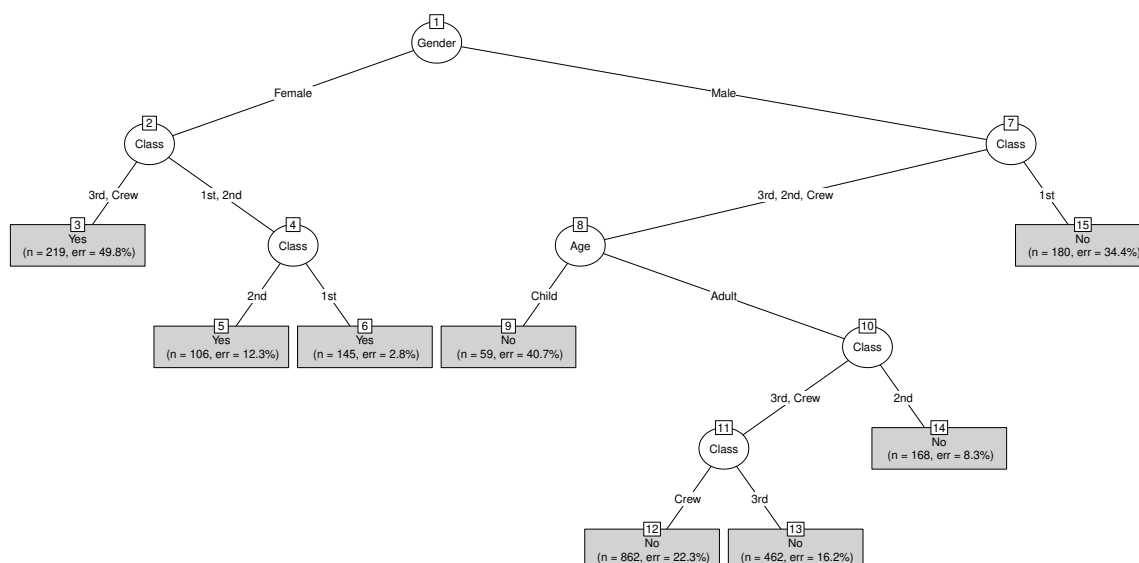 1
Gender
Female
Male
2
Class
7
Class
3rd, Crew
1st, 2nd
3rd, 2nd, Crew
1st
3
Yes
(n = 219, err = 49.8%)
4
Class
8
Age
15
No
(n = 180, err = 34.4%)
2nd
1st
Child
Adult
5
Yes
(n = 106, err = 12.3%)
6
Yes
(n = 145, err = 2.8%)
9
No
(n = 59, err = 40.7%)
10
Class
3rd, Crew
2nd
11
Class
14
No
(n = 168, err = 8.3%)
Crew
3rd
12
No
(n = 862, err = 22.3%)
13
No
(n = 462, err = 16.2%)